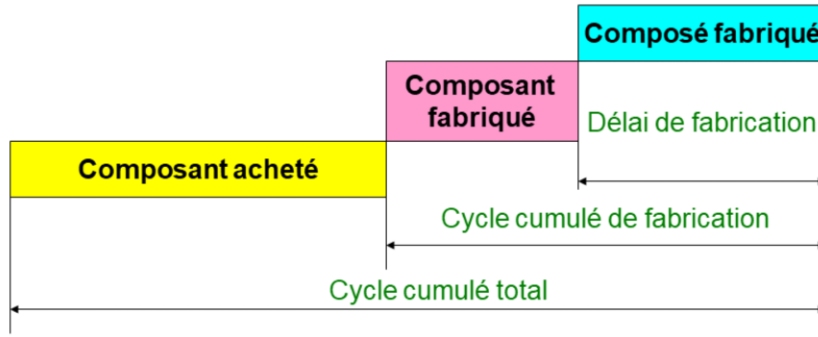 Composé fabriqué
Composant
fabriqué
Délai de fabrication
Composant acheté
Cycle cumulé de fabrication
Cycle cumulé total